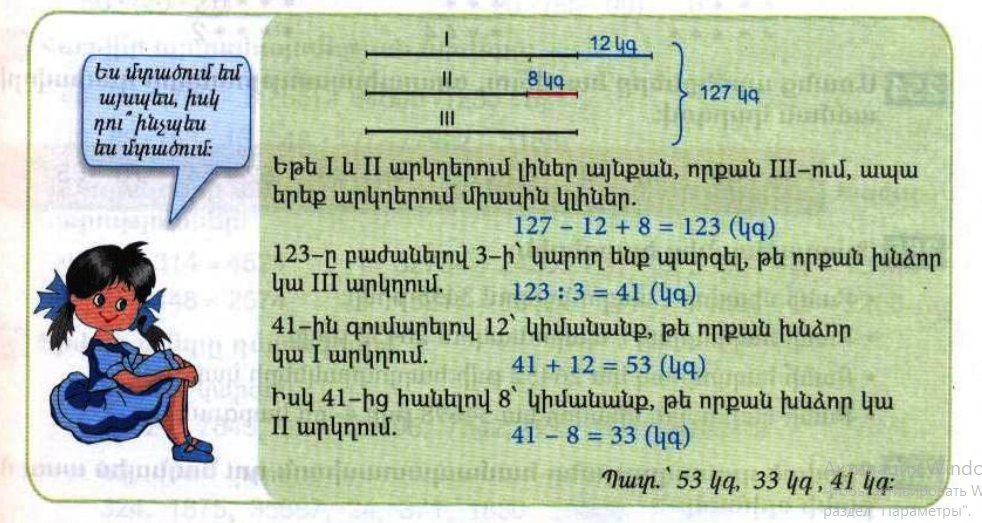 Ես մտածում եմ
այսպես, իսկ
դու՞ ինչպես
ես մտածում:
I
12 կգ
II
8 կգ
127 կգ
III
Եթե I և II արկղերում լիներ այնքան, որքան III–ում, ապա
երեք արկղերում միասին կլիներ.
127 – 12 + 8 = 123 (կգ)
123–ը բաժանելով 3–ի՝ կարող ենք պարզել, թե որքան խնձոր
կա III արկղում. 123 : 3 = 41 (կգ)
41–ին գումարելով 12՝ կիմանանք, թե որքան խնձոր
կա I արկղում. 41 + 12 = 53 (կգ)
Իսկ 41–ից հանելով 8՝ կիմանանք, թե որքան խնձոր կա
II արկղում. 41 – 8 = 33 (կգ)
Պատ.՝ 53 կգ, 33 կգ, 41 կգ:
раздел "Параметры".